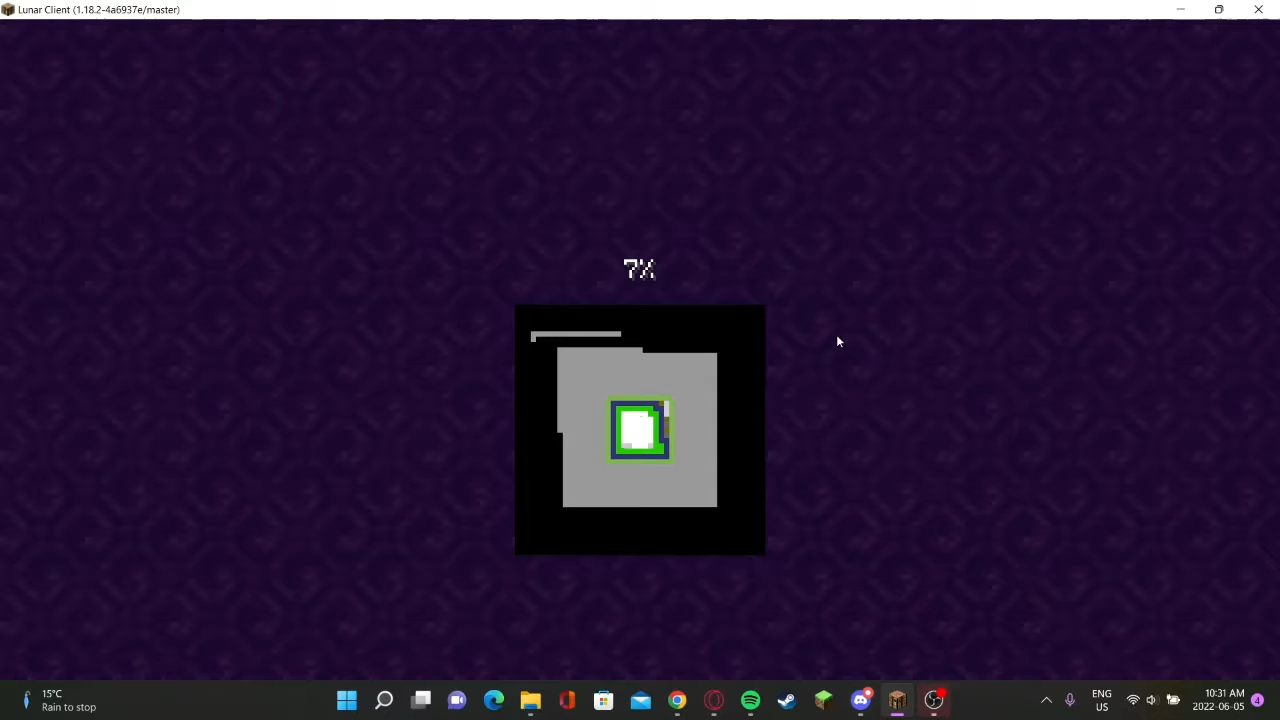 Lunar Client (1.18.2-4a6937e/master)
7%
15°C
Rain to stop
ENG
US
10:31 AM
2022-06-05
4